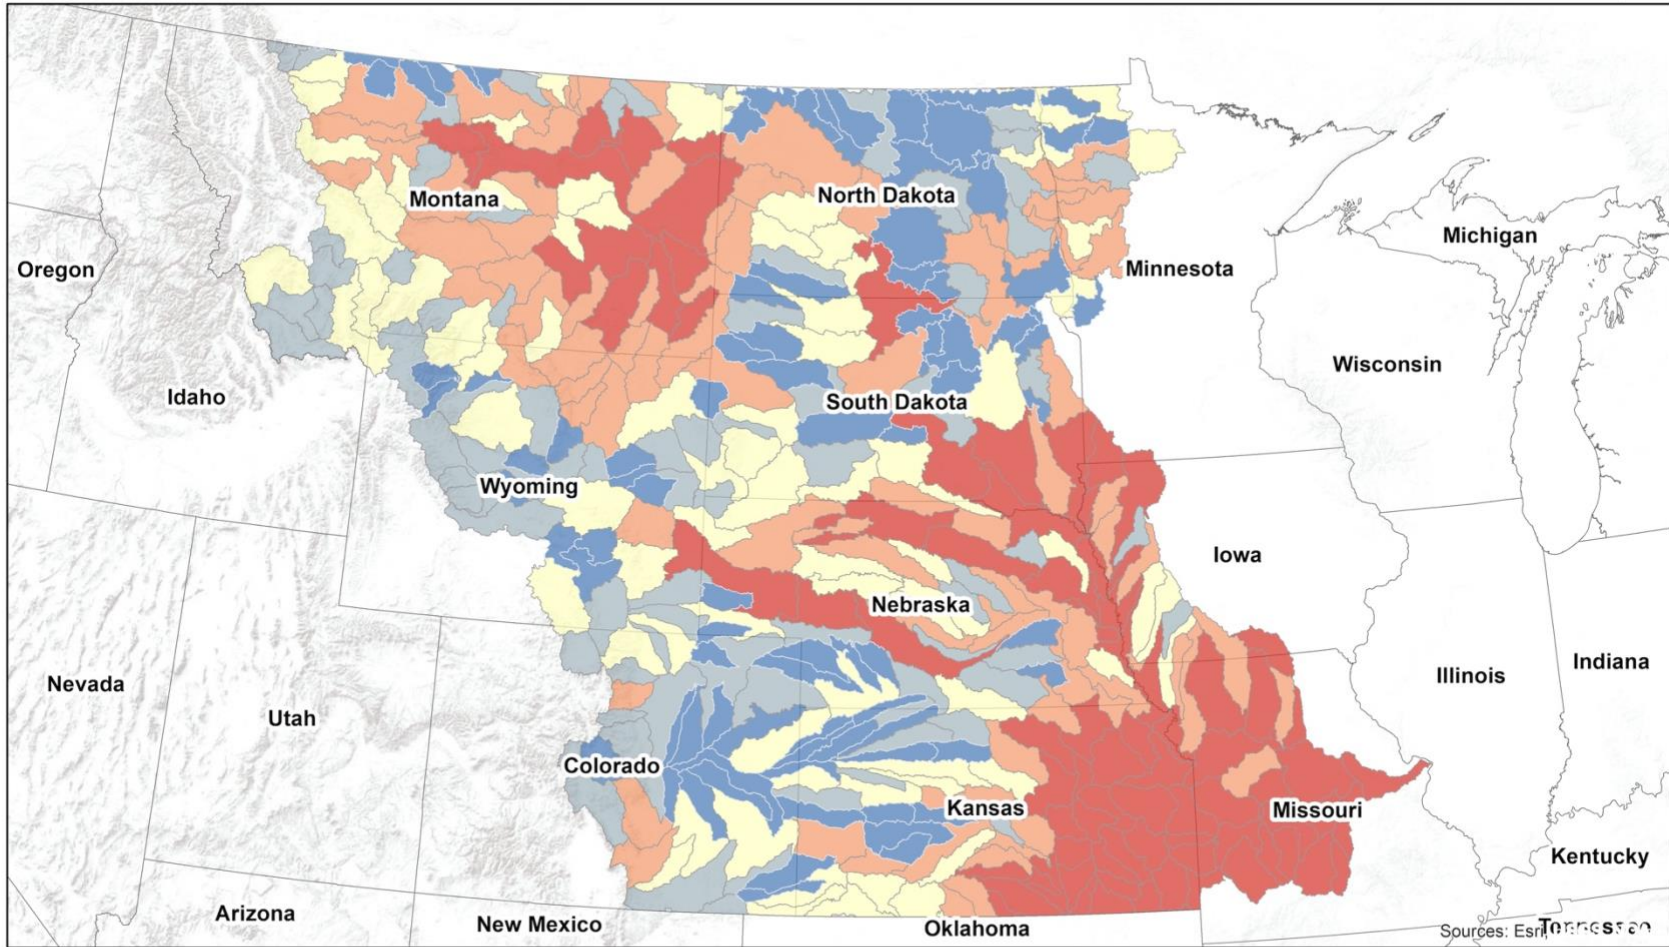 Montana
North Dakota
Minnesota
Michigan
Oregon
Wisconsin
Idaho
South Dakota
Wyoming
Iowa
Nebraska
Illinois
Indiana
Nevada
Utah
Colorado
Kansas
Missouri
Kentucky
Arizona
New Mexico
Oklahoma
Sources: Esri,
Tennessee